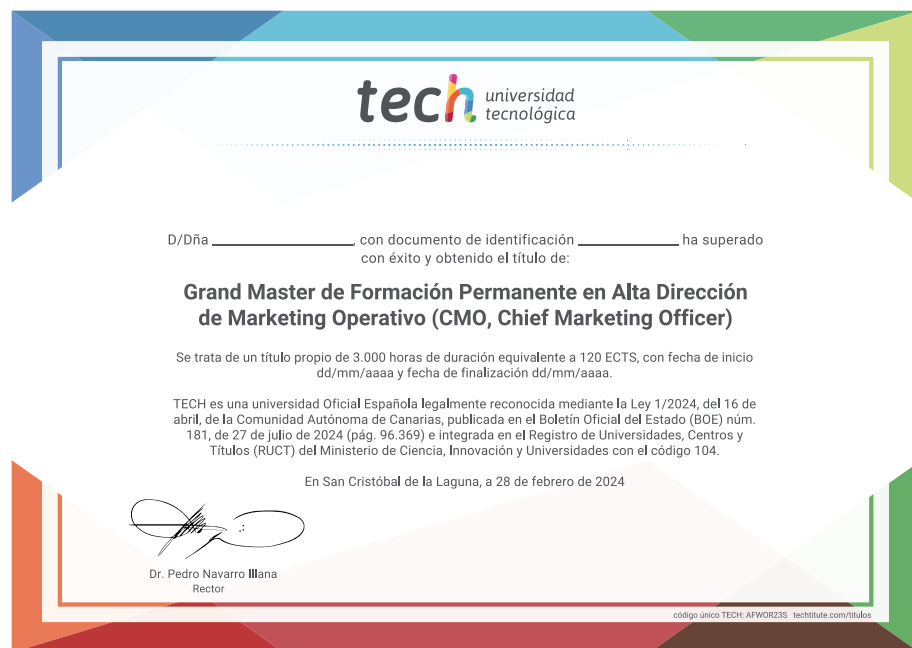 tech universidad
tecnológica
D/Dña ______________, con documento de identificación __________ ha superado
con éxito y obtenido el título de:
Grand Master de Formación Permanente en Alta Dirección
de Marketing Operativo (CMO, Chief Marketing Officer)
Se trata de un título propio de 3.000 horas de duración equivalente a 120 ECTS, con fecha de inicio
dd/mm/aaaa y fecha de finalización dd/mm/aaaa.
TECH es una universidad Oficial Española legalmente reconocida mediante la Ley 1/2024, del 16 de
abril, de la Comunidad Autónoma de Canarias, publicada en el Boletín Oficial del Estado (BOE) núm.
181, de 27 de julio de 2024 (pág. 96.369) e integrada en el Registro de Universidades, Centros y
Títulos (RUCT) del Ministerio de Ciencia, Innovación y Universidades con el código 104.
En San Cristóbal de la Laguna, a 28 de febrero de 2024
Dr. Pedro Navarro Illana
Rector
código único TECH: AFWOR23S techtitute.com/titulos